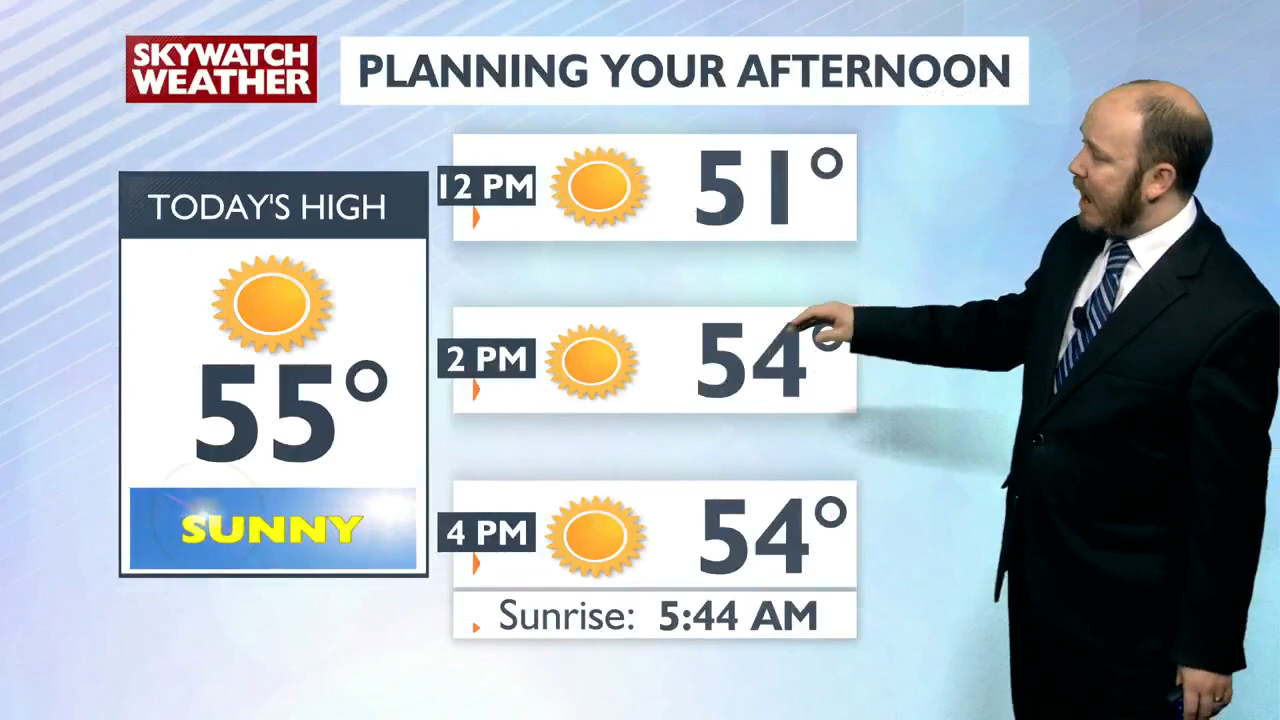 SKYWATCH
WEATHER
PLANNING YOUR AFTERNOON
TODAY'S HIGH
55°
SUNNY
12 PM
51°
2 PM
54°
4 PM
54°
Sunrise: 5:44 AM